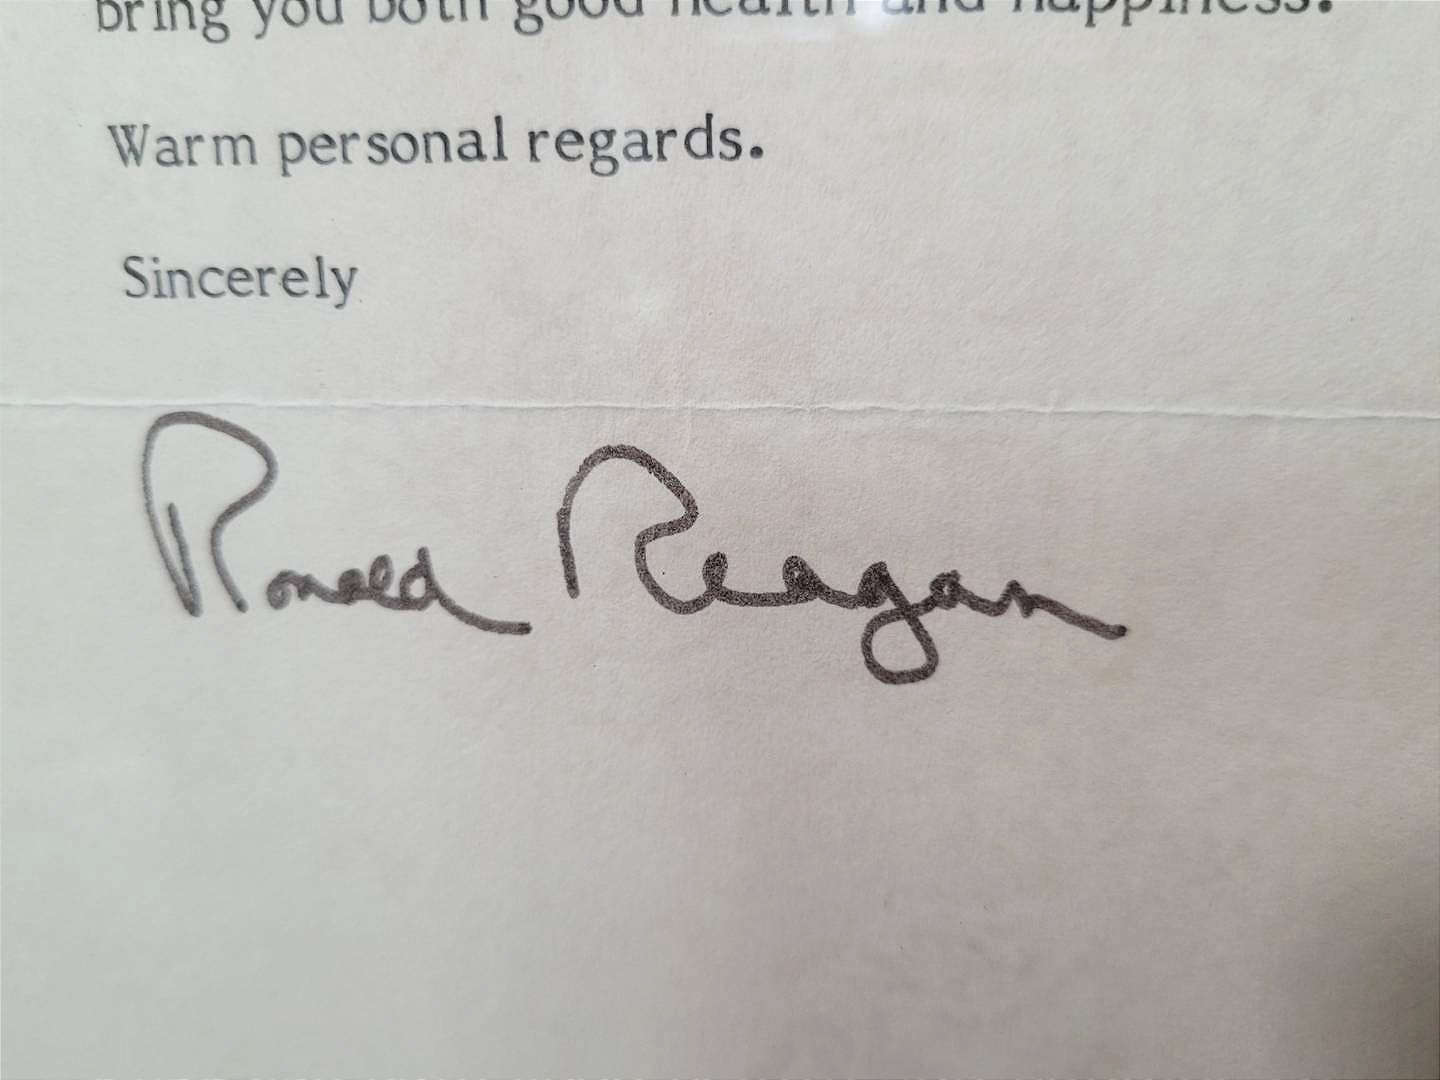 bring you both good health and happiness.
Warm personal regards.
Sincerely
Ronald Reagan